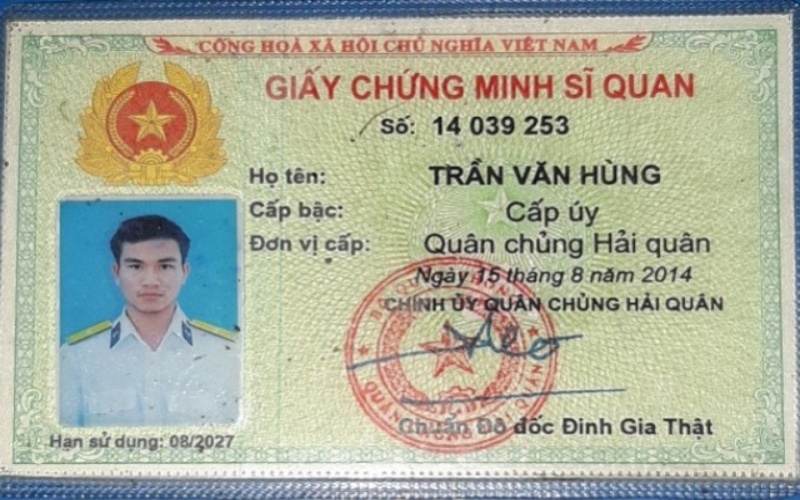 CỘNG HOÀ XÃ HỘI CHỦ NGHĨA VIỆT NAM
GIẤY CHỨNG MINH SĨ QUAN
Số: 14 039 253
Họ tên: TRẦN VĂN HÙNG
Cấp bậc: Cấp úy
Đơn vị cấp: Quân chủng Hải quân
Ngày 15 tháng 8 năm 2014
CHÍNH ỦY QUÂN CHỦNG HẢI QUÂN
Chuẩn Đô đốc Đinh Gia Thật
Hạn sử dụng: 08/2027